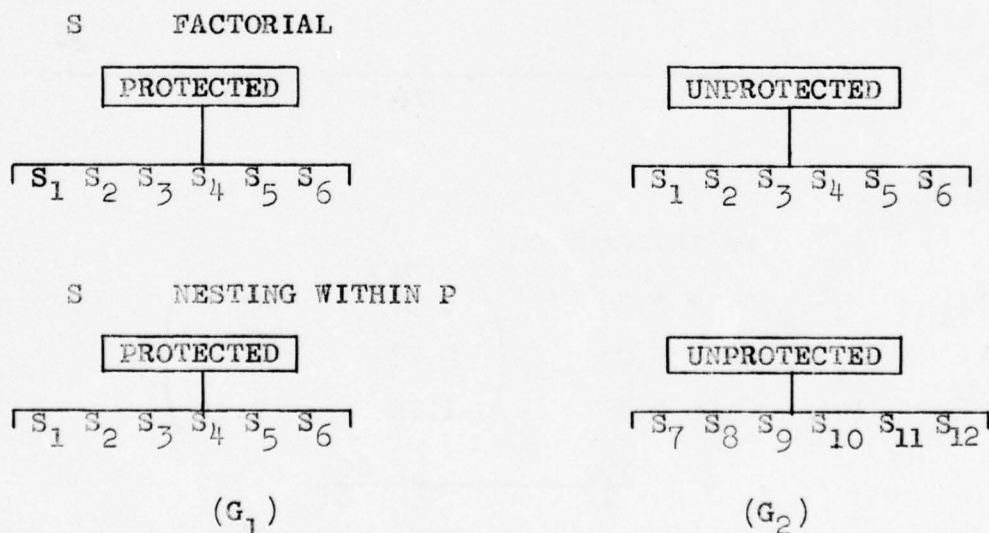 S FACTORIAL
PROTECTED UNPROTECTED
S₁ S₂ S₃ S₄ S₅ S₆ S₁ S₂ S₃ S₄ S₅ S₆
S NESTING WITHIN P
PROTECTED UNPROTECTED
S₁ S₂ S₃ S₄ S₅ S₆ S₇ S₈ S₉ S₁₀ S₁₁ S₁₂
(G₁) (G₂)